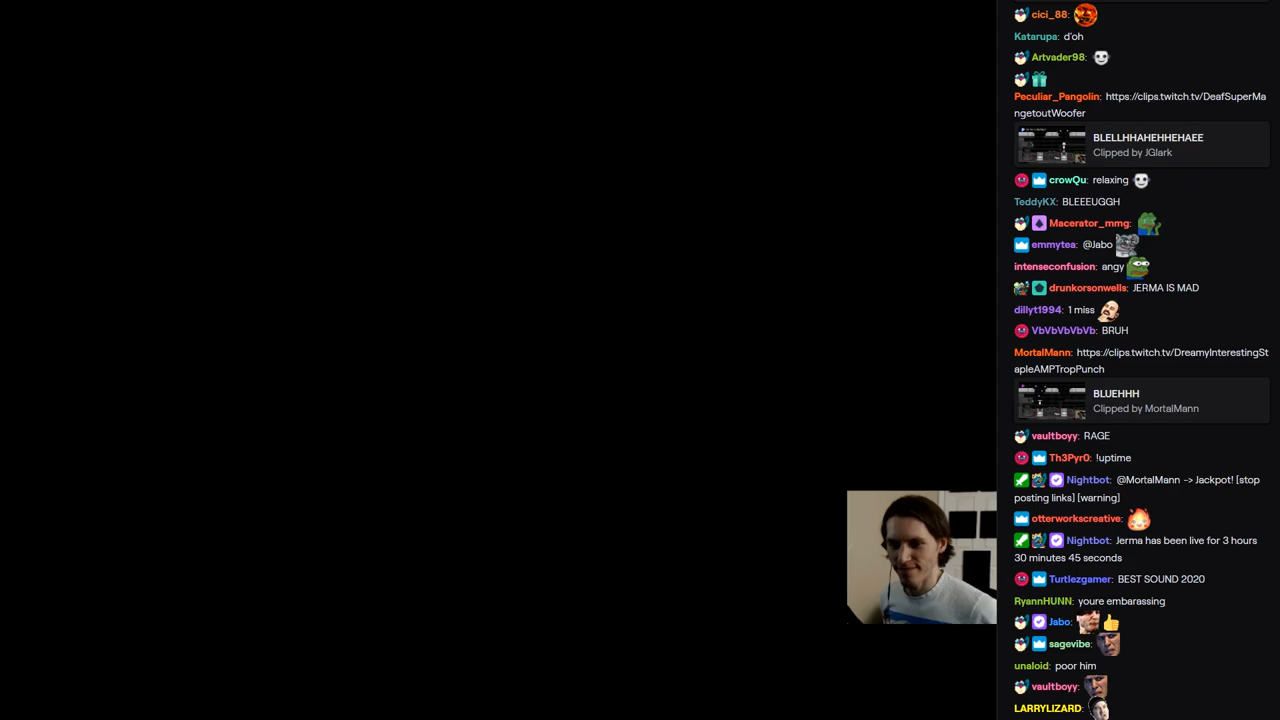 cici_88:
Katarupa: d'oh
Artvader98:
Peculiar_Pangolin: https://clips.twitch.tv/DeafSuperMa
ngetoutWoofer
BLELLHHAHEHHEHAEE
Clipped by JGlark
crowQu: relaxing
TeddyKX: BLEEEUGGH
Macerator_mmg:
emmytea: @Jabo
intenseconfusion: angy
drunkorsonwells: JERMA IS MAD
dillyt1994: 1 miss
VbVbVbVbVb: BRUH
MortalMann: https://clips.twitch.tv/DreamyInterestingSt
apleAMPTropPunch
BLUEHHH
Clipped by MortalMann
vaultboyy: RAGE
Th3Pyr0: !uptime
Nightbot: @MortalMann -> Jackpot! [stop
posting links] [warning]
otterworkscreative:
Nightbot: Jerma has been live for 3 hours
30 minutes 45 seconds
Turtlezgamer: BEST SOUND 2020
RyannHUNN: youre embarassing
Jabo:
sagevibe:
unaloid: poor him
vaultboyy:
LARRYLIZARD: